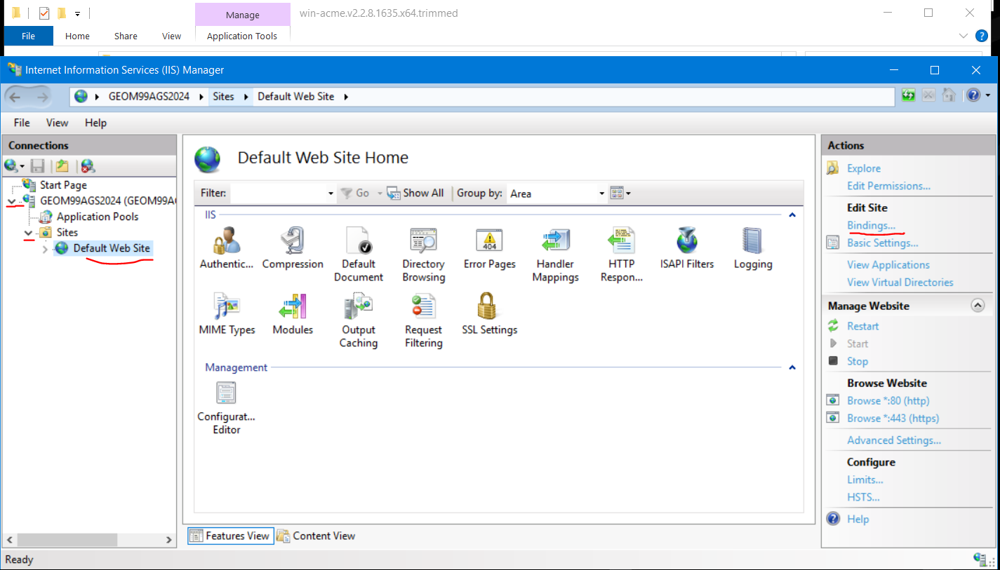 Manage
win-acme.v2.2.8.1635.x64.trimmed
File
Home
Share
View
Application Tools
Internet Information Services (IIS) Manager
GEOM99AGS2024
Sites
Default Web Site
File
View
Help
Connections
Start Page
GEOM99AGS2024 (GEOM99A
Application Pools
Sites
Default Web Site
Default Web Site Home
Filter:
Go
Show All
Group by:
Area
IIS
Authentic...
Compression
Default
Document
Directory
Browsing
404
Error Pages
Handler
Mappings
HTTP
Respon...
ISAPI Filters
Logging
MIME Types
Modules
Output
Caching
Request
Filtering
SSL Settings
Management
Configurat...
Editor
Features View
Content View
Actions
Explore
Edit Permissions...
Edit Site
Bindings...
Basic Settings...
View Applications
View Virtual Directories
Manage Website
Restart
Start
Stop
Browse Website
Browse *:80 (http)
Browse *:443 (https)
Advanced Settings...
Configure
Limits...
HSTS...
Help
Ready